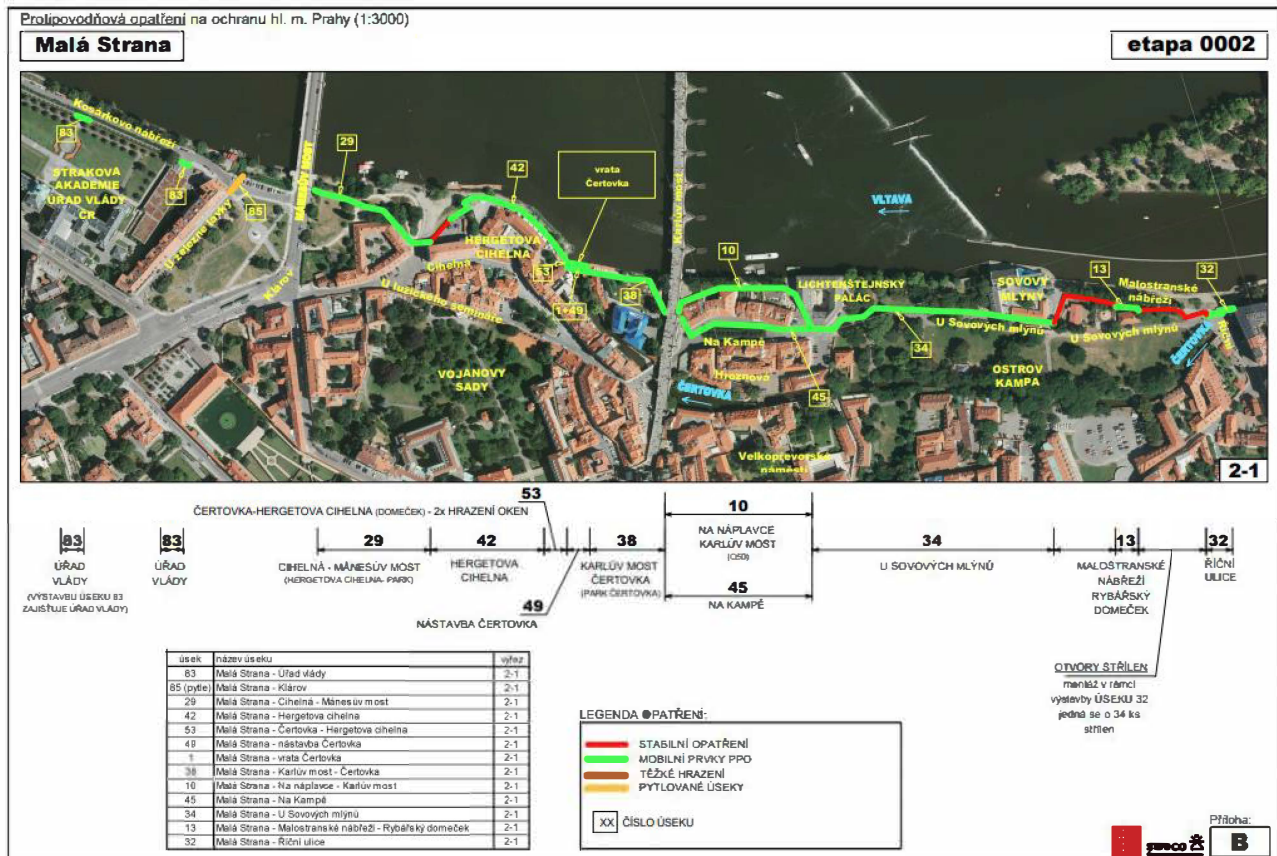 Protipovodňová opatření na ochranu hl. m. Prahy (1:3000)
Malá Strana
etapa 0002
Kosárkovo nábřeží
83
STRAKOVA
AKADEMIE
ÚŘAD VLÁDY
ČR
83
U železné lávky
85
MÁNESŮV MOST
Klárov
29
42
vrata
Čertovka
HERGETOVA
CIHELNA
Cihelná
U lužického semináře
53
1+49
38
VOJANOVY
SADY
Karlův most
VLTAVA
10
LICHTENŠTEJNSKÝ
PALÁC
SOVOVY
MLÝNY
13
Malostranské
nábřeží
32
Na Kampě
Hroznová
ČERTOVKA
45
34
U Sovových mlýnů
U Sovových mlýnů
OSTROV
KAMPA
ČERTOVKA
Říční
Velkopřevorské
náměstí
2-1
53
ČERTOVKA-HERGETOVA CIHELNA (DOMEČEK) - 2x HRAZENÍ OKEN
83
ÚŘAD
VLÁDY
(VÝSTAVBU ÚSEKU 83
ZAJIŠŤUJE ÚŘAD VLÁDY)
83
ÚŘAD
VLÁDY
29
CIHELNÁ - MÁNESŮV MOST
(HERGETOVA CIHELNA- PARK)
42
HERGETOVA
CIHELNA
49
NÁSTAVBA ČERTOVKA
38
KARLŮV MOST
ČERTOVKA
(PARK ČERTOVKA)
10
NA NÁPLAVCE
KARLŮV MOST
45
NA KAMPĚ
34
U SOVOVÝCH MLÝNŮ
13
MALOSTRANSKÉ
NÁBŘEŽÍ
RYBÁŘSKÝ
DOMEČEK
32
ŘÍČNÍ
ULICE
OTVORY STŘÍLEN
montáž v rámci
výstavby ÚSEKU 32
jedná se o 34 ks
střílen
úsek název úseku výřez
83 Malá Strana - Úřad vlády 2-1
85 (pytle) Malá Strana - Klárov 2-1
29 Malá Strana - Cihelná - Mánesův most 2-1
42 Malá Strana - Hergetova cihelna 2-1
53 Malá Strana - Čertovka - Hergetova cihelna 2-1
49 Malá Strana - nástavba Čertovka 2-1
1 Malá Strana - vrata Čertovka 2-1
38 Malá Strana - Karlův most - Čertovka 2-1
10 Malá Strana - Na náplavce - Karlův most 2-1
45 Malá Strana - Na Kampě 2-1
34 Malá Strana - U Sovových mlýnů 2-1
13 Malá Strana - Malostranské nábřeží - Rybářský domeček 2-1
32 Malá Strana - Říční ulice 2-1
LEGENDA OPATŘENÍ:
STABILNÍ OPATŘENÍ
MOBILNÍ PRVKY PPO
TĚŽKÉ HRAZENÍ
PYTLOVANÉ ÚSEKY
XX ČÍSLO ÚSEKU
sweco
Příloha:
B